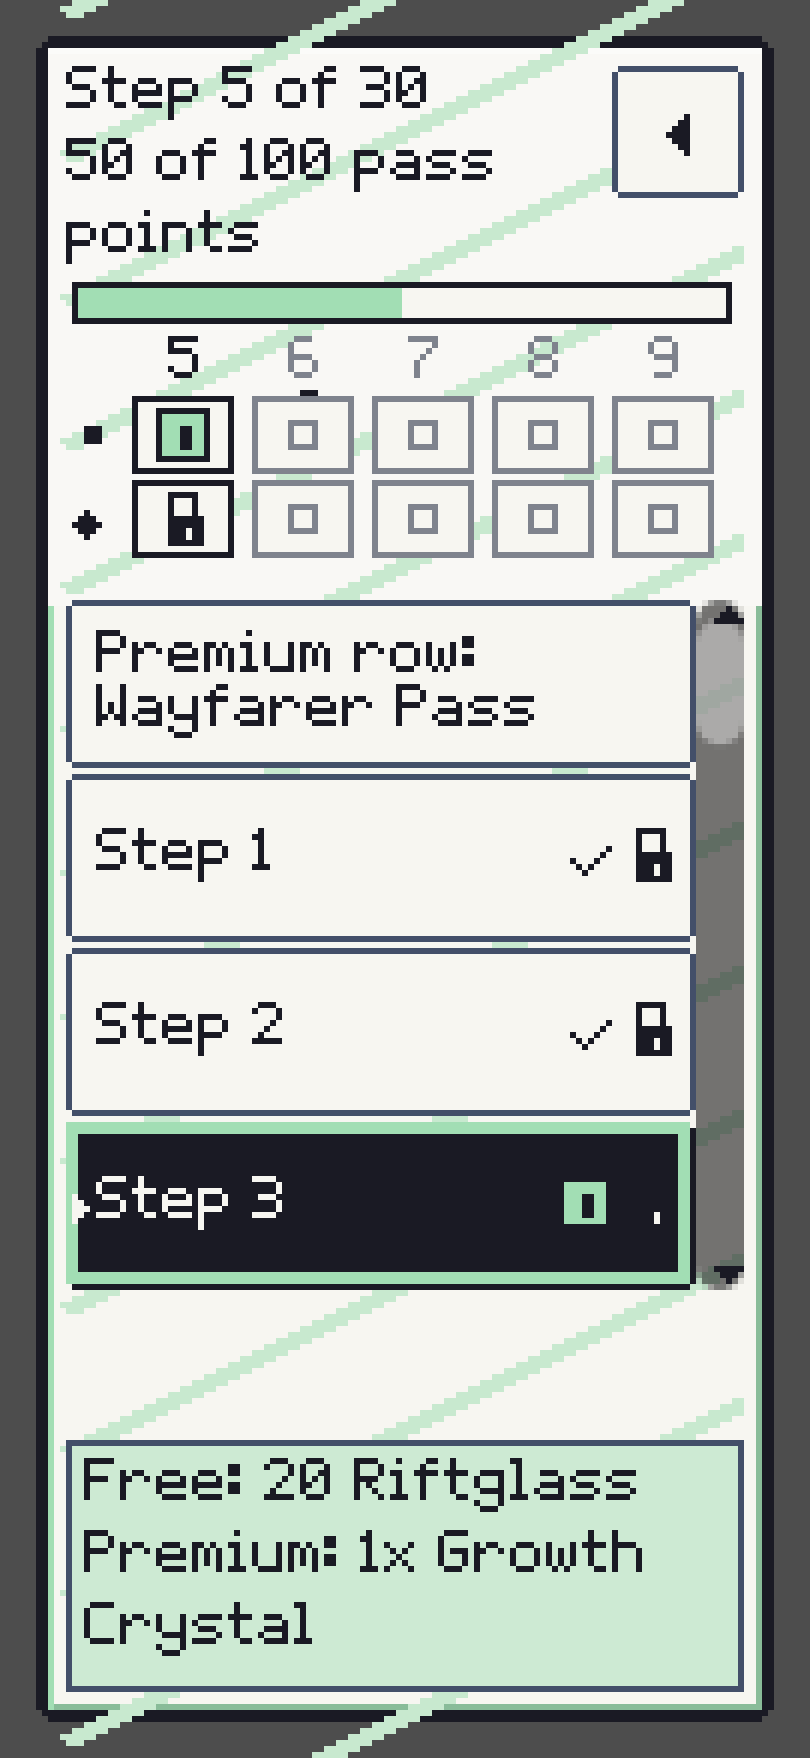 Step 5 of 30
50 of 100 pass
points
5 6 7 8 9
Premium row:
Wayfarer Pass
Step 1
Step 2
Step 3
Free: 20 Riftglass
Premium: 1x Growth
Crystal